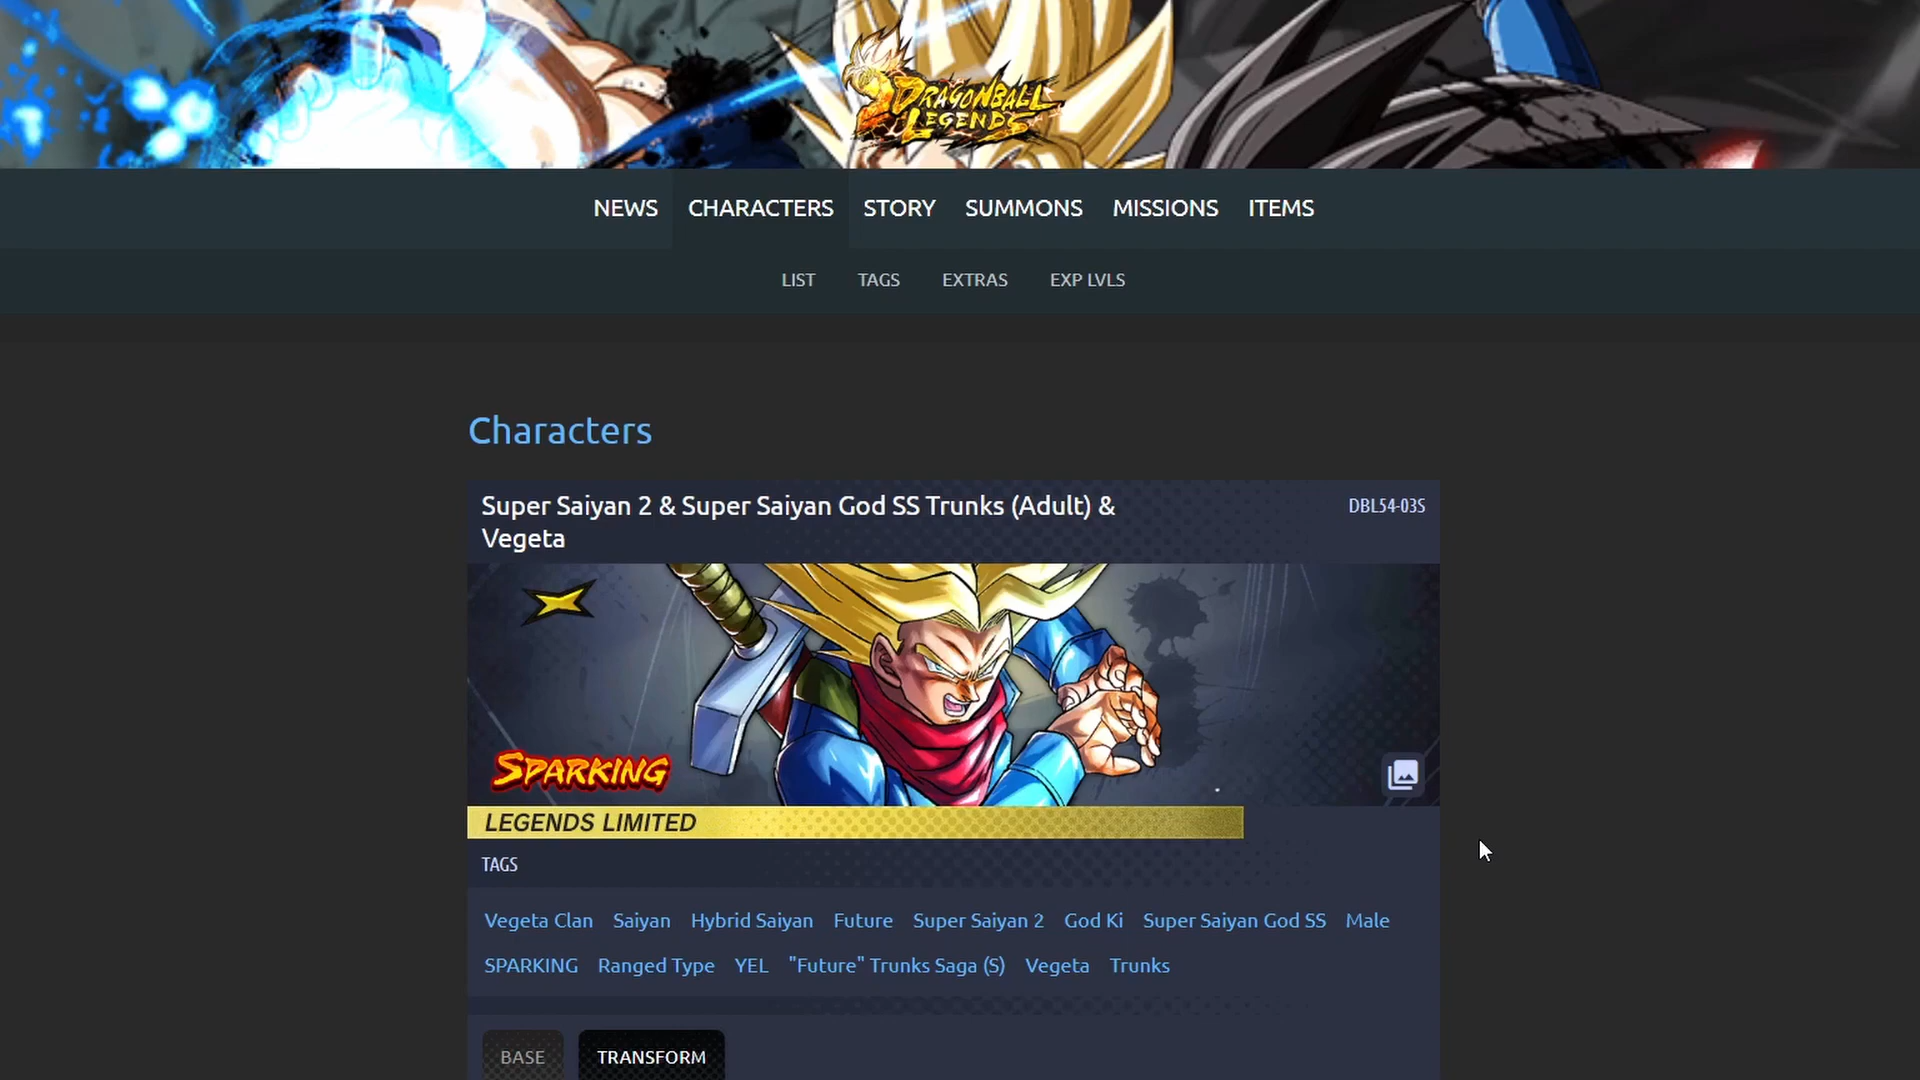 DRAGONBALL
LEGENDS
NEWS CHARACTERS STORY SUMMONS MISSIONS ITEMS
LIST TAGS EXTRAS EXP LVLS
Characters
Super Saiyan 2 & Super Saiyan God SS Trunks (Adult) &
Vegeta
DBL54-03S
SPARKING
LEGENDS LIMITED
TAGS
Vegeta Clan Saiyan Hybrid Saiyan Future Super Saiyan 2 God Ki Super Saiyan God SS Male
SPARKING Ranged Type YEL "Future" Trunks Saga (S) Vegeta Trunks
BASE TRANSFORM